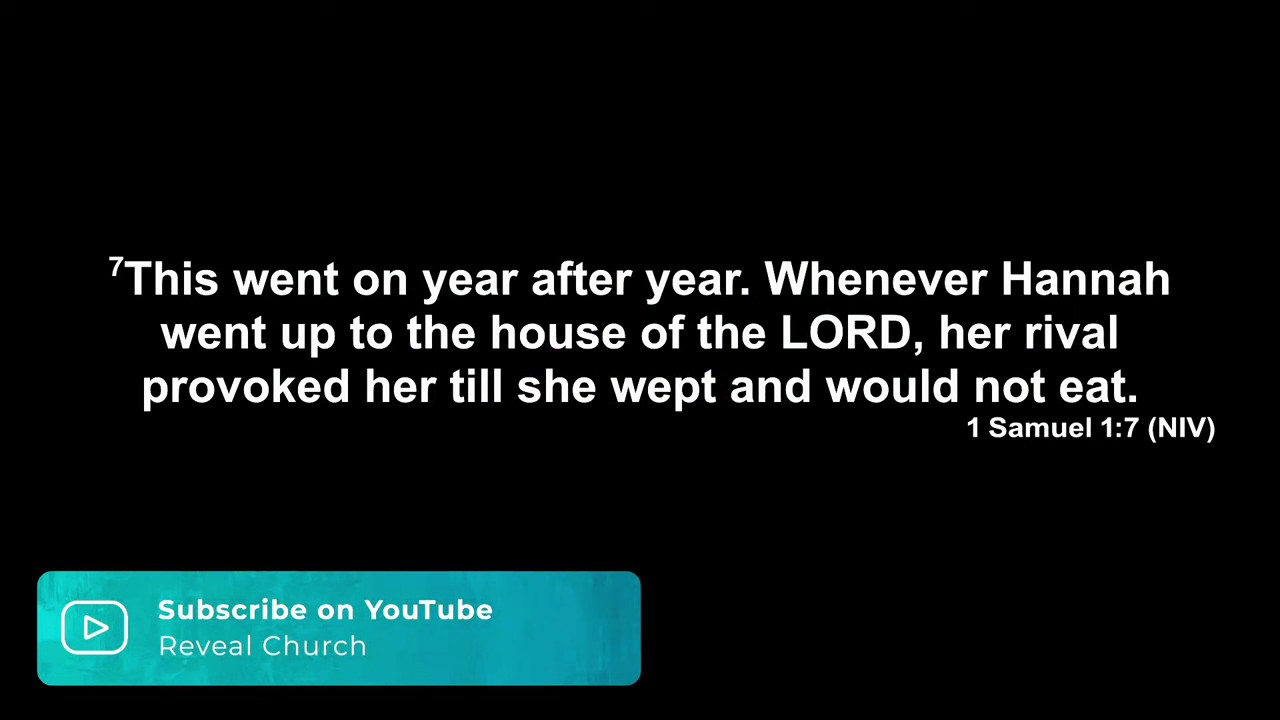 ⁷This went on year after year. Whenever Hannah
went up to the house of the LORD, her rival
provoked her till she wept and would not eat.
1 Samuel 1:7 (NIV)
Subscribe on YouTube
Reveal Church